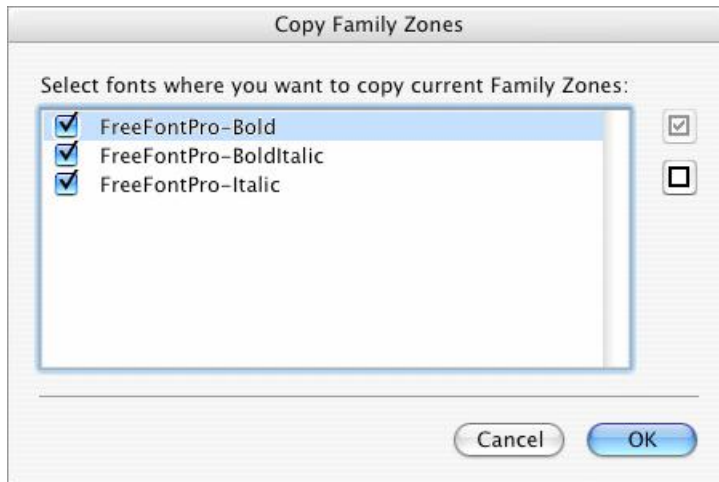 Copy Family Zones
Select fonts where you want to copy current Family Zones:
FreeFontPro-Bold
FreeFontPro-BoldItalic
FreeFontPro-Italic
Cancel
OK